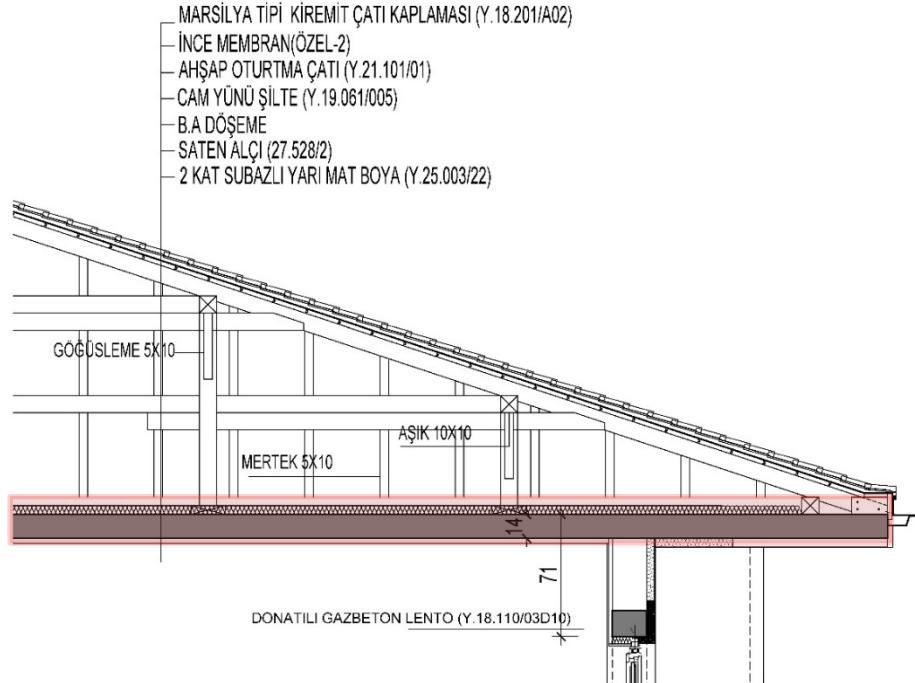 MARSİLYA TİPİ KİREMİT ÇATI KAPLAMASI (Y.18.201/A02)
İNCE MEMBRAN(ÖZEL-2)
AHŞAP OTURTMA ÇATI (Y.21.101/01)
CAM YÜNÜ ŞİLTE (Y.19.061/005)
B.A DÖŞEME
SATEN ALÇI (27.528/2)
2 KAT SUBAZLI YARI MAT BOYA (Y.25.003/22)
GÖĞÜSLEME 5X10
AŞIK 10X10
MERTEK 5X10
14
71
DONATILI GAZBETON LENTO (Y.18.110/03D10)